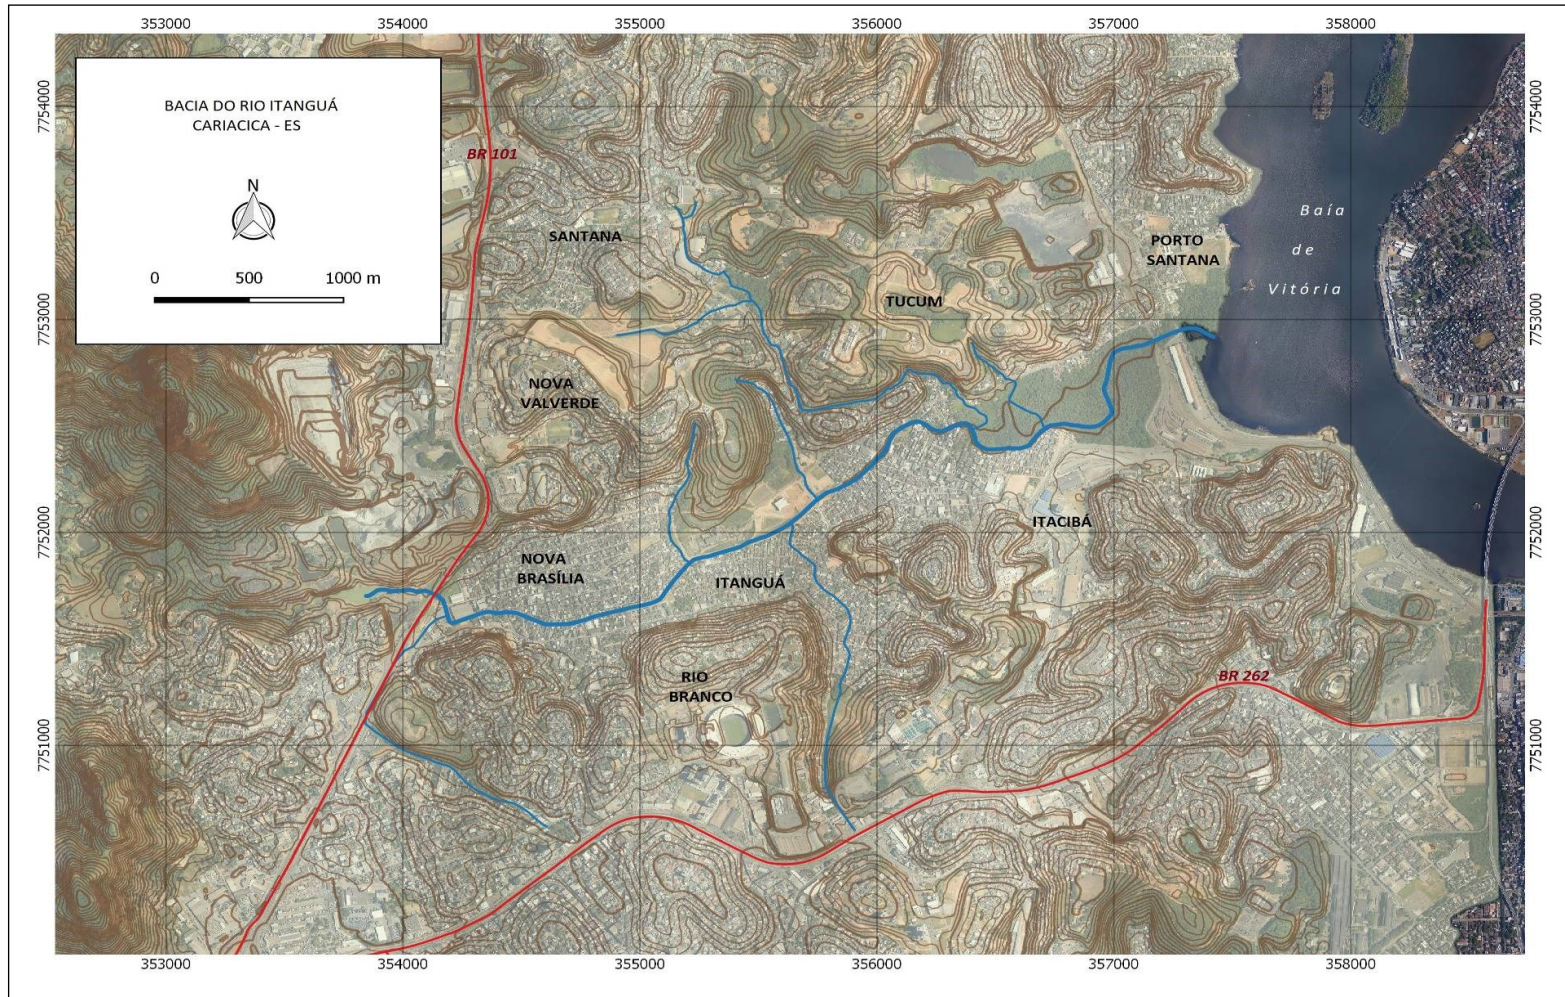 353000
354000
355000
356000
357000
358000
7754000
7754000
BACIA DO RIO ITANGUÁ
CARIACICA - ES
N
0
500
1000 m
BR 101
SANTANA
PORTO
SANTANA
Baía
de
Vitória
TUCUM
7753000
7753000
NOVA
VALVERDE
7752000
7752000
ITACIBÁ
NOVA
BRASÍLIA
ITANGUÁ
RIO
BRANCO
BR 262
7751000
7751000
353000
354000
355000
356000
357000
358000